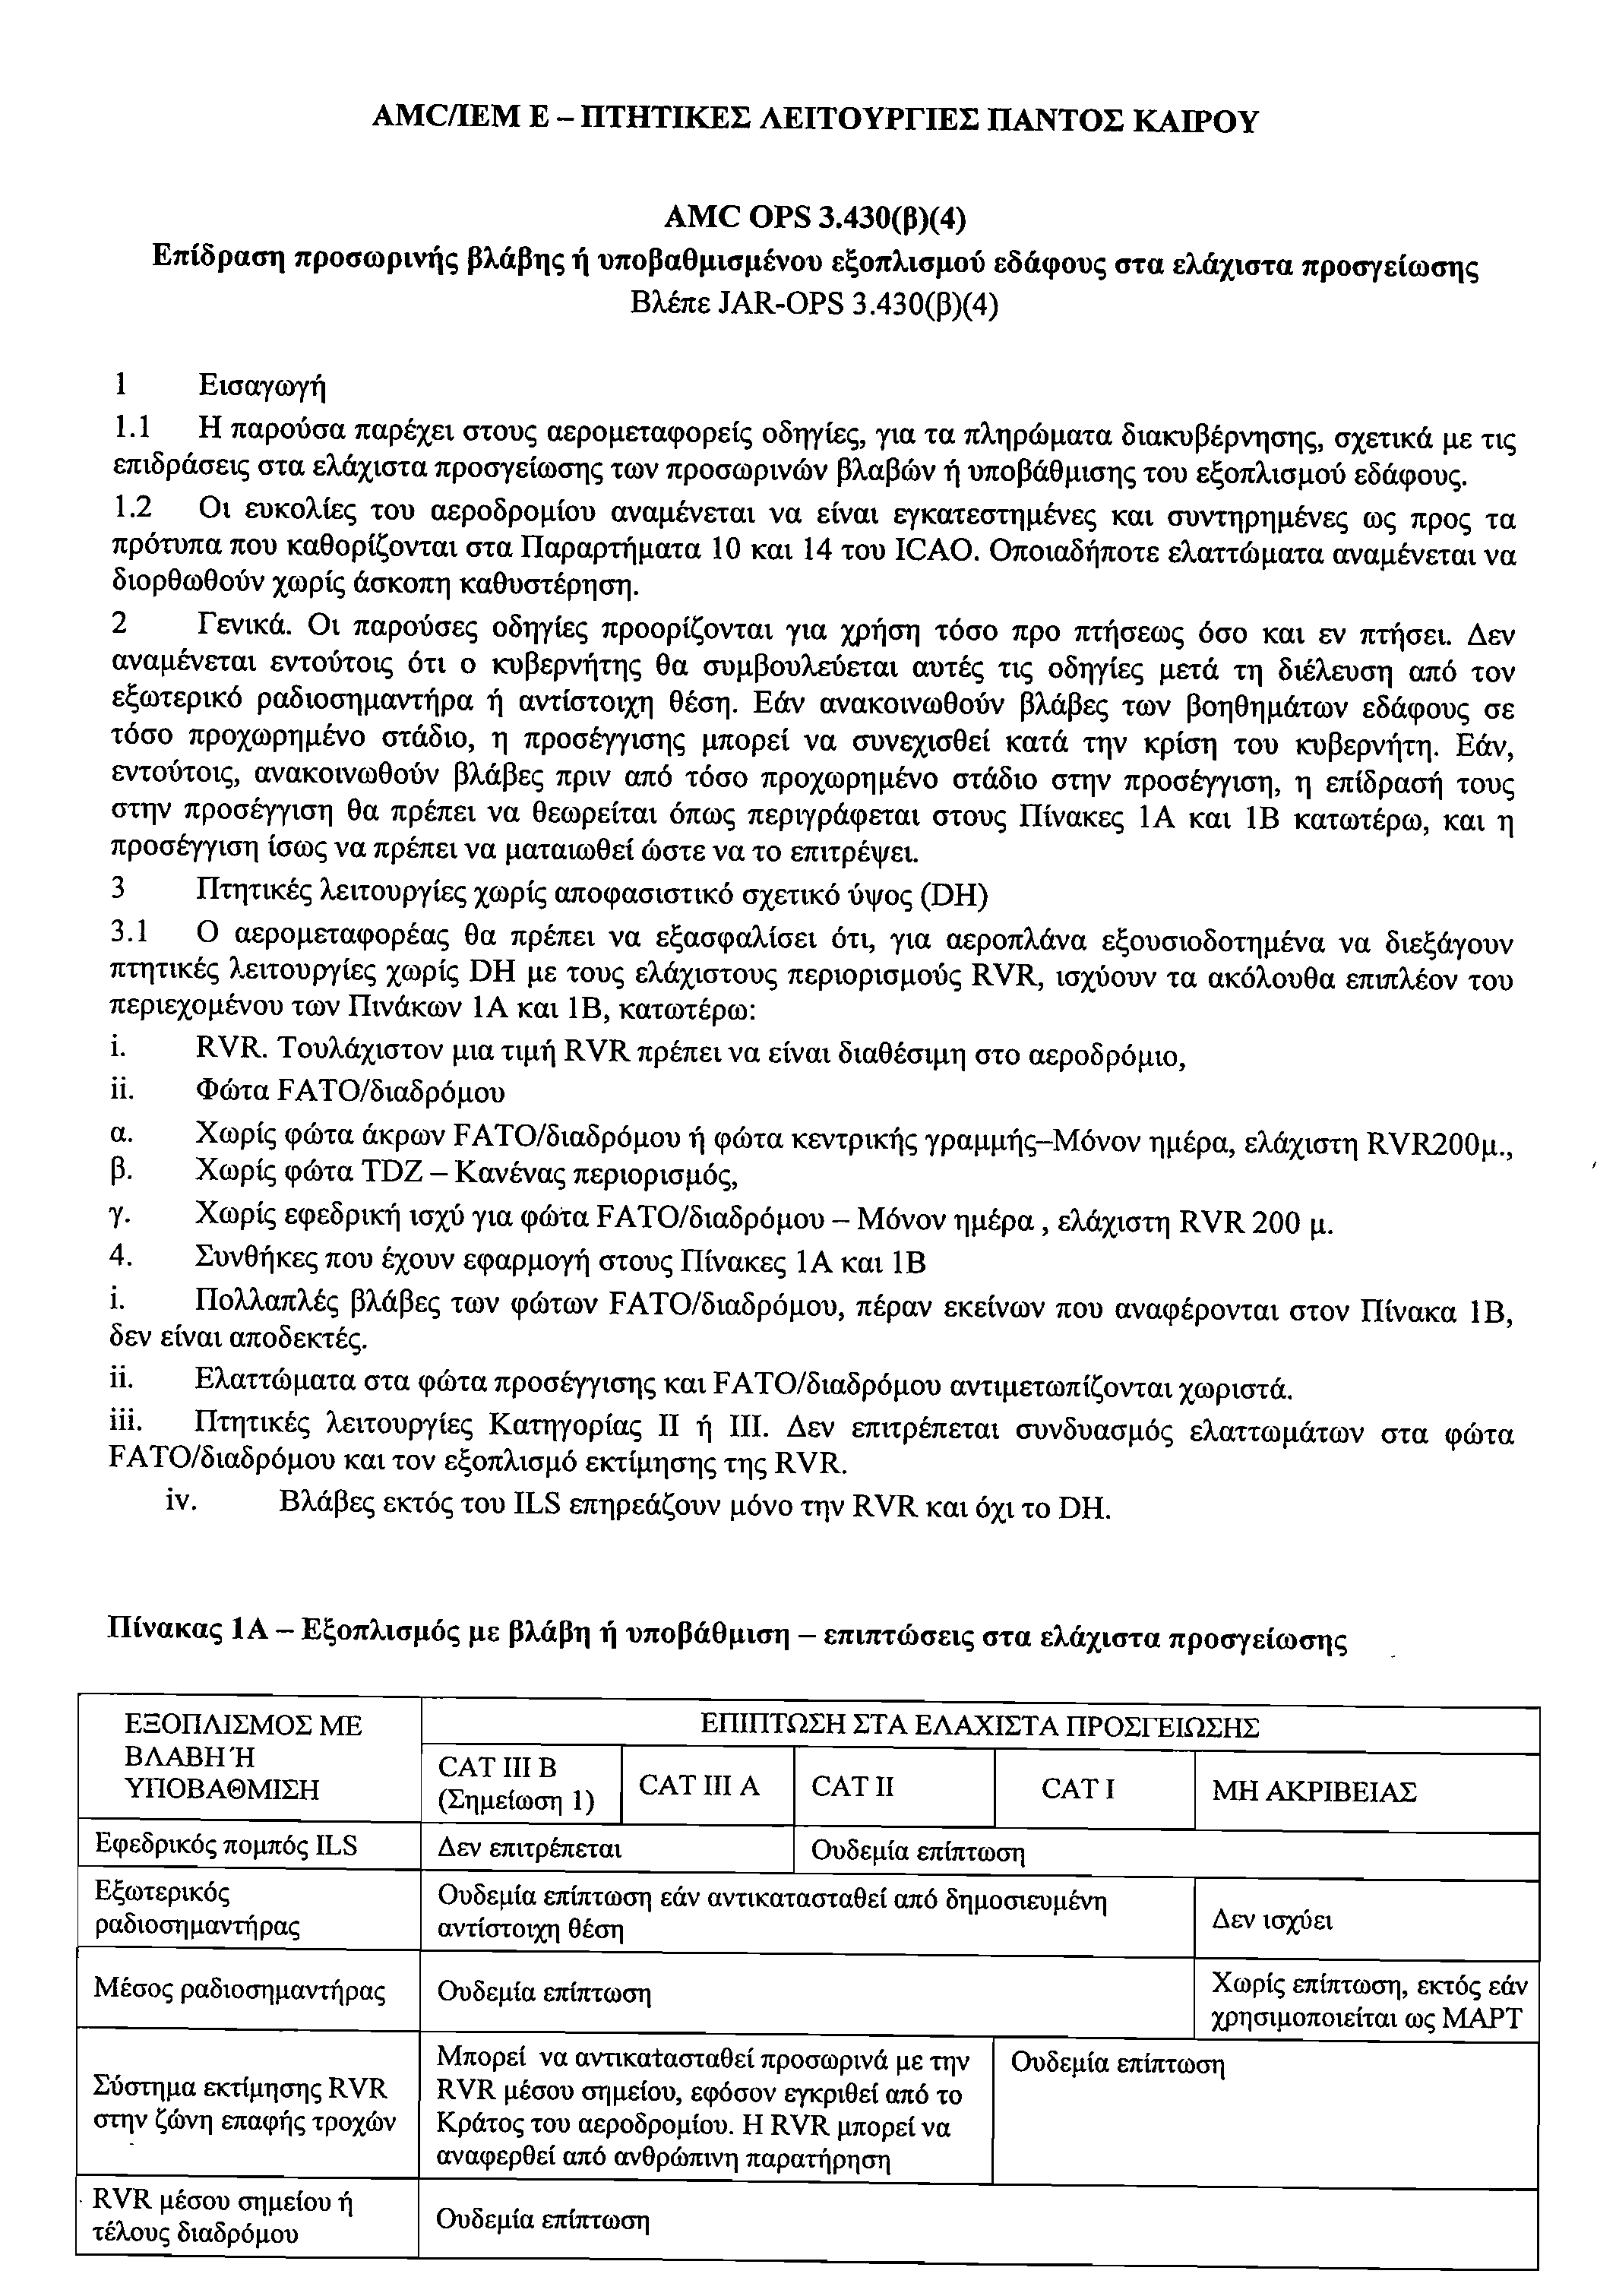 AMC/IEM E – ΠΤΗΤΙΚΕΣ ΛΕΙΤΟΥΡΓΙΕΣ ΠΑΝΤΟΣ ΚΑΙΡΟΥ
AMC OPS 3.430(β)(4)
Επίδραση προσωρινής βλάβης ή υποβαθμισμένου εξοπλισμού εδάφους στα ελάχιστα προσγείωσης
Βλέπε JAR-OPS 3.430(β)(4)
1 Εισαγωγή
1.1 Η παρούσα παρέχει στους αερομεταφορείς οδηγίες, για τα πληρώματα διακυβέρνησης, σχετικά με τις
επιδράσεις στα ελάχιστα προσγείωσης των προσωρινών βλαβών ή υποβάθμισης του εξοπλισμού εδάφους.
1.2 Οι ευκολίες του αεροδρομίου αναμένεται να είναι εγκατεστημένες και συντηρημένες ως προς τα
πρότυπα που καθορίζονται στα Παραρτήματα 10 και 14 του ICAO. Οποιαδήποτε ελαττώματα αναμένεται να
διορθωθούν χωρίς άσκοπη καθυστέρηση.
2 Γενικά. Οι παρούσες οδηγίες προορίζονται για χρήση τόσο προ πτήσεως όσο και εν πτήσει. Δεν
αναμένεται εντούτοις ότι ο κυβερνήτης θα συμβουλεύεται αυτές τις οδηγίες μετά τη διέλευση από τον
εξωτερικό ραδιοσημαντήρα ή αντίστοιχη θέση. Εάν ανακοινωθούν βλάβες των βοηθημάτων εδάφους σε
τόσο προχωρημένο στάδιο, η προσέγγισης μπορεί να συνεχισθεί κατά την κρίση του κυβερνήτη. Εάν,
εντούτοις, ανακοινωθούν βλάβες πριν από τόσο προχωρημένο στάδιο στην προσέγγιση, η επίδρασή τους
στην προσέγγιση θα πρέπει να θεωρείται όπως περιγράφεται στους Πίνακες 1Α και 1Β κατωτέρω, και η
προσέγγιση ίσως να πρέπει να ματαιωθεί ώστε να το επιτρέψει.
3 Πτητικές λειτουργίες χωρίς αποφασιστικό σχετικό ύψος (DH)
3.1 Ο αερομεταφορέας θα πρέπει να εξασφαλίσει ότι, για αεροπλάνα εξουσιοδοτημένα να διεξάγουν
πτητικές λειτουργίες χωρίς DH με τους ελάχιστους περιορισμούς RVR, ισχύουν τα ακόλουθα επιπλέον του
περιεχομένου των Πινάκων 1Α και 1Β, κατωτέρω:
i. RVR. Τουλάχιστον μια τιμή RVR πρέπει να είναι διαθέσιμη στο αεροδρόμιο,
ii. Φώτα FATO/διαδρόμου
α. Χωρίς φώτα άκρων FATO/διαδρόμου ή φώτα κεντρικής γραμμής–Μόνον ημέρα, ελάχιστη RVR200μ.,
β. Χωρίς φώτα TDZ – Κανένας περιορισμός,
γ. Χωρίς εφεδρική ισχύ για φώτα FATO/διαδρόμου – Μόνον ημέρα , ελάχιστη RVR 200 μ.
4. Συνθήκες που έχουν εφαρμογή στους Πίνακες 1Α και 1Β
i. Πολλαπλές βλάβες των φώτων FATO/διαδρόμου, πέραν εκείνων που αναφέρονται στον Πίνακα 1Β,
δεν είναι αποδεκτές.
ii. Ελαττώματα στα φώτα προσέγγισης και FATO/διαδρόμου αντιμετωπίζονται χωριστά.
iii. Πτητικές λειτουργίες Κατηγορίας ΙΙ ή ΙΙΙ. Δεν επιτρέπεται συνδυασμός ελαττωμάτων στα φώτα
FATO/διαδρόμου και τον εξοπλισμό εκτίμησης της RVR.
iv. Βλάβες εκτός του ILS επηρεάζουν μόνο την RVR και όχι το DH.
Πίνακας 1Α – Εξοπλισμός με βλάβη ή υποβάθμιση – επιπτώσεις στα ελάχιστα προσγείωσης
ΕΞΟΠΛΙΣΜΟΣ ΜΕ
ΒΛΑΒΗ Ή
ΥΠΟΒΑΘΜΙΣΗ
ΕΠΙΠΤΩΣΗ ΣΤΑ ΕΛΑΧΙΣΤΑ ΠΡΟΣΓΕΙΩΣΗΣ
CAT III B
(Σημείωση 1)
CAT III A
CAT II
CAT I
ΜΗ ΑΚΡΙΒΕΙΑΣ
Εφεδρικός πομπός ILS
Δεν επιτρέπεται
Ουδεμία επίπτωση
Εξωτερικός
ραδιοσημαντήρας
Ουδεμία επίπτωση εάν αντικατασταθεί από δημοσιευμένη
αντίστοιχη θέση
Δεν ισχύει
Μέσος ραδιοσημαντήρας
Ουδεμία επίπτωση
Χωρίς επίπτωση, εκτός εάν
χρησιμοποιείται ως MAPT
Σύστημα εκτίμησης RVR
στην ζώνη επαφής τροχών
Μπορεί να αντικατασταθεί προσωρινά με την
RVR μέσου σημείου, εφόσον εγκριθεί από το
Κράτος του αεροδρομίου. Η RVR μπορεί να
αναφερθεί από ανθρώπινη παρατήρηση
Ουδεμία επίπτωση
RVR μέσου σημείου ή
τέλους διαδρόμου
Ουδεμία επίπτωση